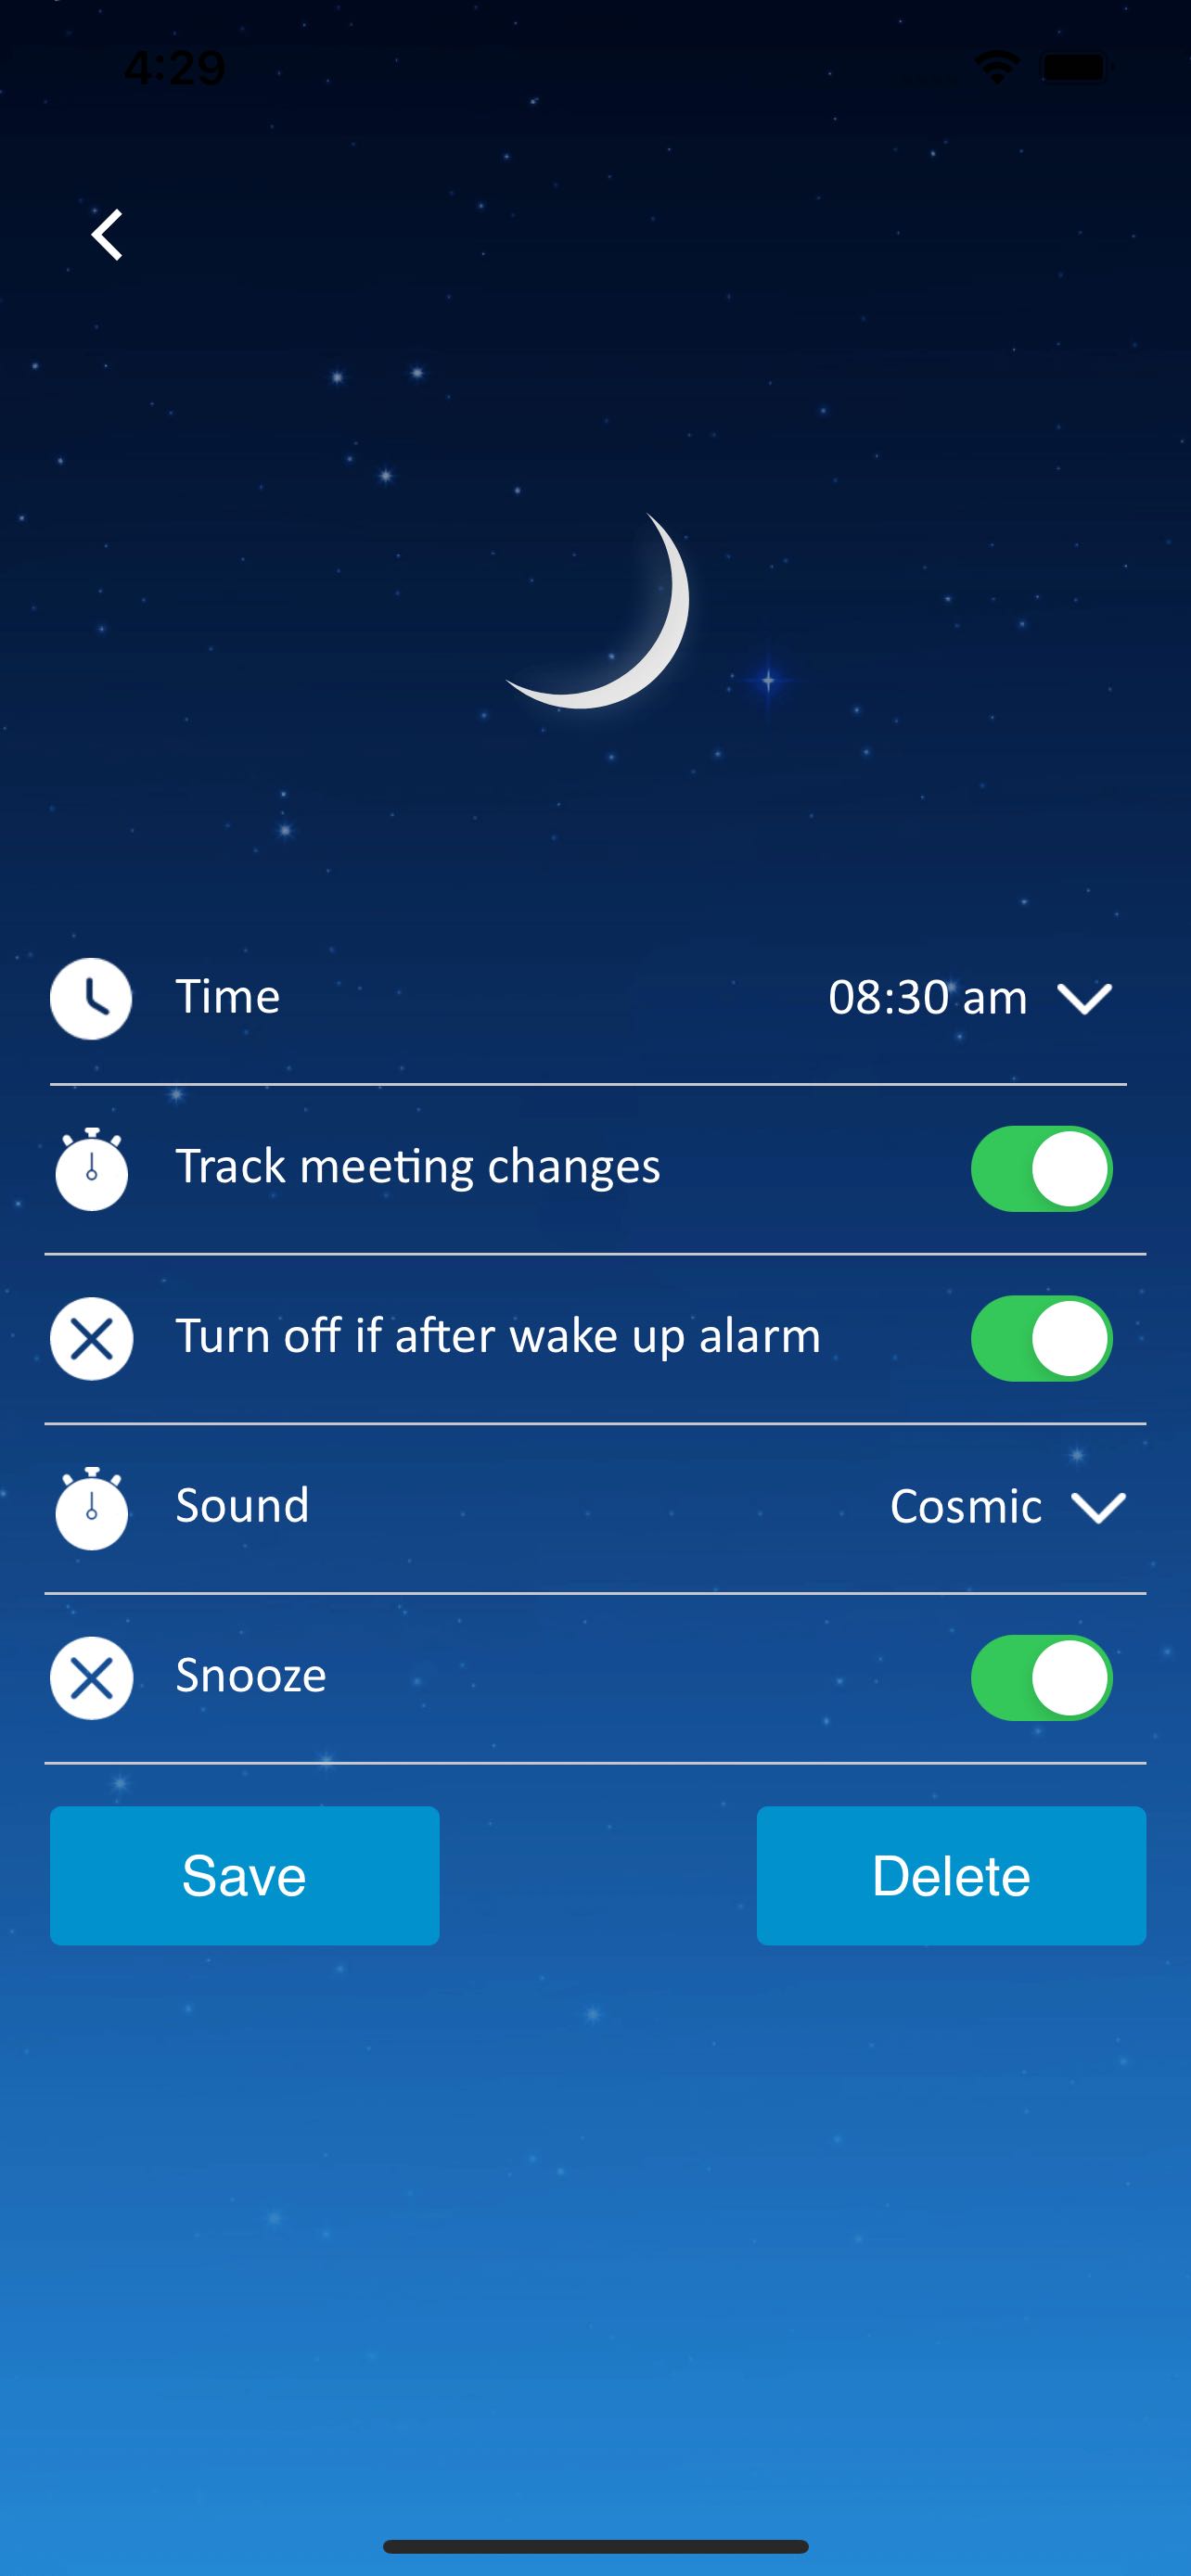 4:29
Time 08:30 am
Track meeting changes
Turn off if after wake up alarm
Sound Cosmic
Snooze
Save Delete